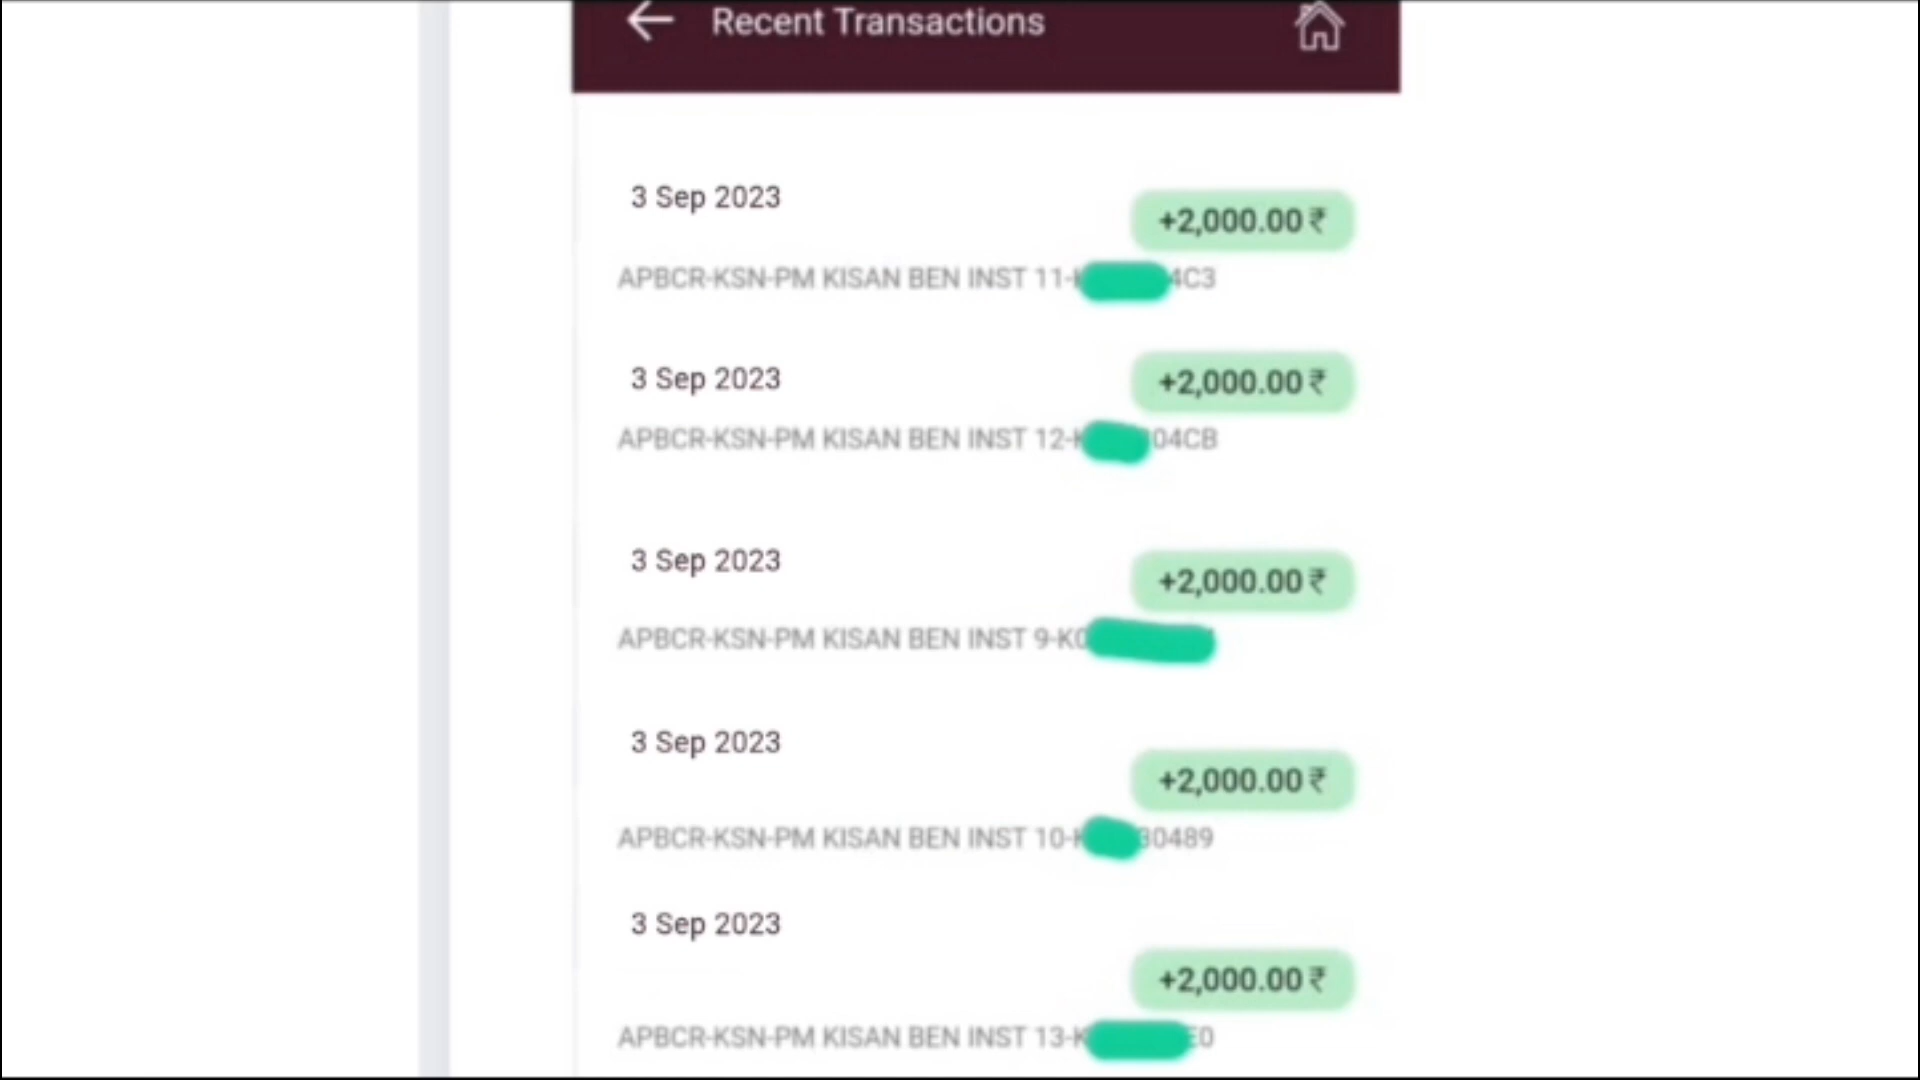 Recent Transactions
3 Sep 2023
+2,000.00₹
APBCR-KSN-PM KISAN BEN INST 11-K 4C3
3 Sep 2023
+2,000.00₹
APBCR-KSN-PM KISAN BEN INST 12-K 04CB
3 Sep 2023
+2,000.00₹
APBCR-KSN-PM KISAN BEN INST 9-K0
3 Sep 2023
+2,000.00₹
APBCR-KSN-PM KISAN BEN INST 10-K 30489
3 Sep 2023
+2,000.00₹
APBCR-KSN-PM KISAN BEN INST 13-K E0